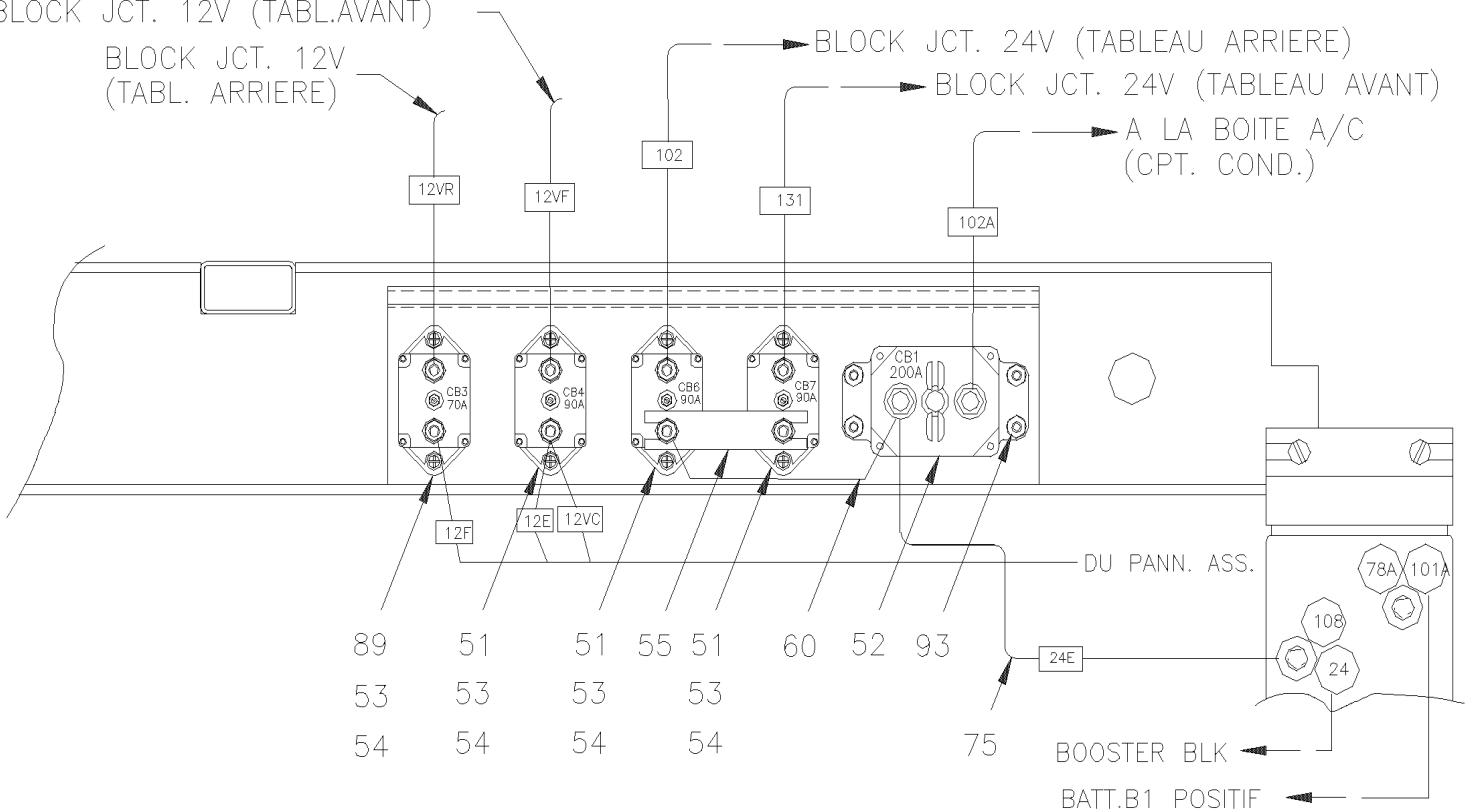 BLOCK JCT. 12V (TABL.AVANT)
BLOCK JCT. 12V
(TABL. ARRIERE)
BLOCK JCT. 24V (TABLEAU ARRIERE)
BLOCK JCT. 24V (TABLEAU AVANT)
A LA BOITE A/C
(CPT. COND.)
102
12VR
12VF
131
102A
CB3
70A
CB4
90A
CB6
90A
CB7
90A
CB1
200A
12F
12E
12VC
DU PANN. ASS.
78A
101A
108
24
24E
89
53
54
51
53
54
51
53
54
55
51
53
54
60
52
93
75
BOOSTER BLK
BATT.B1 POSITIF